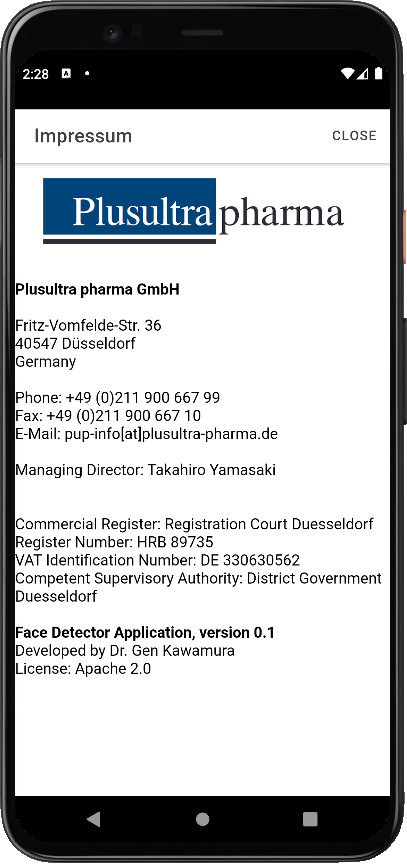 2:28
Impressum
CLOSE
Plusultra pharma
Plusultra pharma GmbH
Fritz-Vomfelde-Str. 36
40547 Düsseldorf
Germany
Phone: +49 (0)211 900 667 99
Fax: +49 (0)211 900 667 10
E-Mail: pup-info[at]plusultra-pharma.de
Managing Director: Takahiro Yamasaki
Commercial Register: Registration Court Duesseldorf
Register Number: HRB 89735
VAT Identification Number: DE 330630562
Competent Supervisory Authority: District Government
Duesseldorf
Face Detector Application, version 0.1
Developed by Dr. Gen Kawamura
License: Apache 2.0